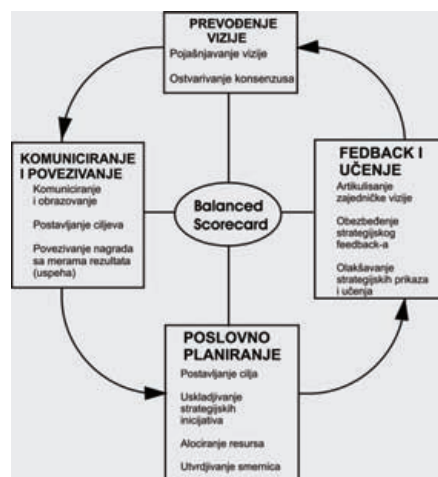 PREVOĐENJE
VIZIJE
Pojašnjavanje vizije
Ostvarivanje konsenzusa
KOMUNICIRANJE
I POVEZIVANJE
Komuniciranje
i obrazovanje
Postavljanje ciljeva
Povezivanje nagrada
sa merama rezultata
(uspeha)
Balanced
Scorecard
FEDBACK I
UČENJE
Artikulisanje
zajedničke vizije
Obezbeđenje
strategijskog
feedback-a
Olakšavanje
strategijskih prikaza
i učenja
POSLOVNO
PLANIRANJE
Postavljanje cilja
Uskladjivanje
strategijskih
inicijativa
Alociranje resursa
Utvrdjivanje smernica